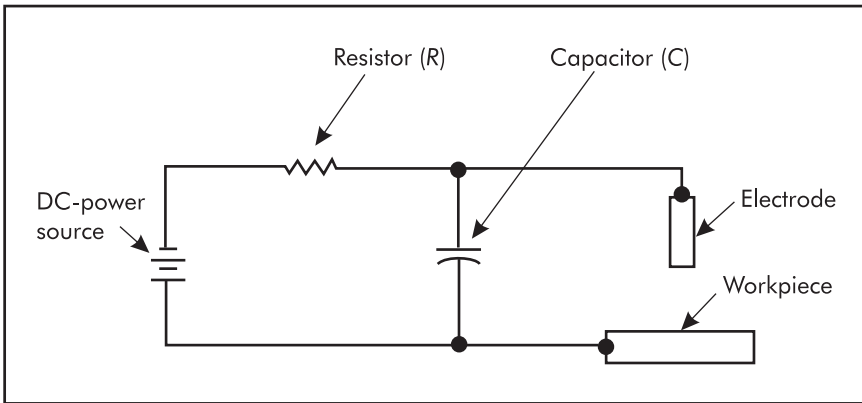 Resistor (R)
Capacitor (C)
DC-power
source
Electrode
Workpiece